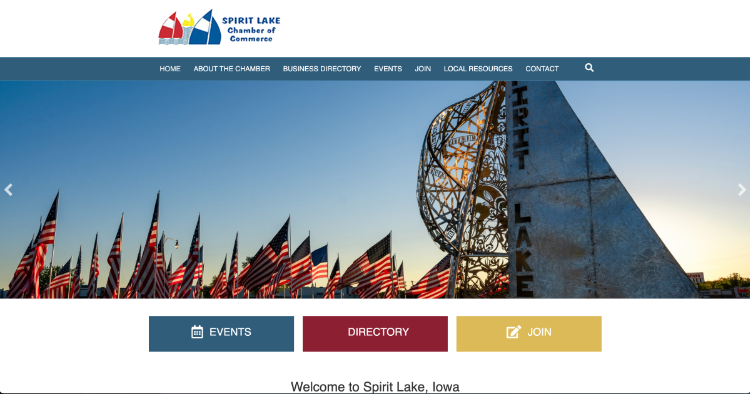 SPIRIT LAKE
Chamber of
Commerce
HOME ABOUT THE CHAMBER BUSINESS DIRECTORY EVENTS JOIN LOCAL RESOURCES CONTACT
IRIT
LAKE
EVENTS DIRECTORY JOIN
Welcome to Spirit Lake, Iowa